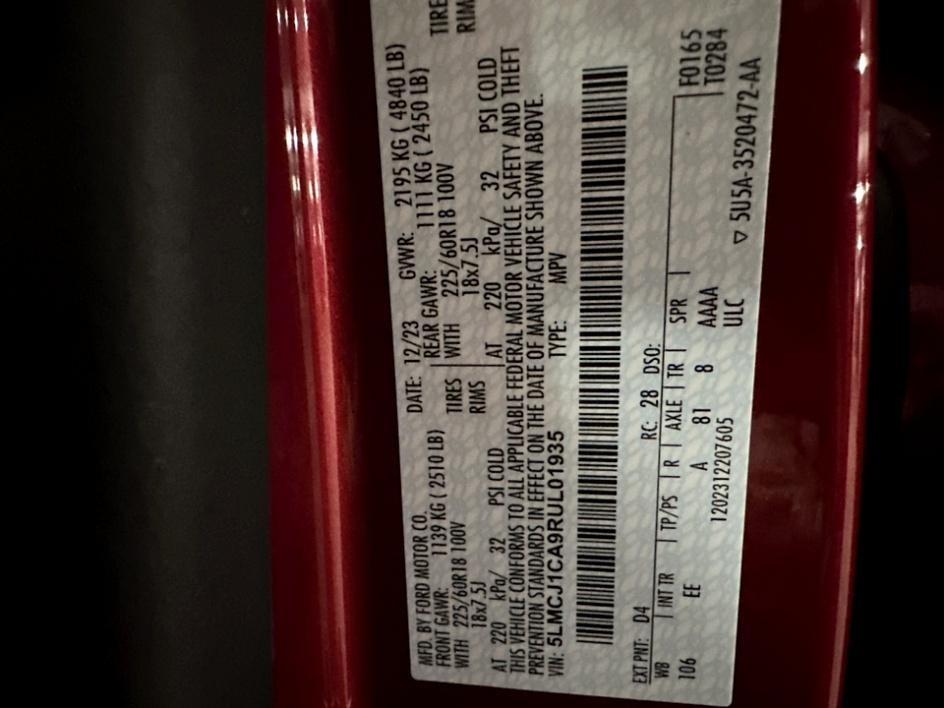 MFD. BY FORD MOTOR CO. DATE: 12/23 GVWR: 2195 KG ( 4840 LB)
FRONT GAWR: 1139 KG ( 2510 LB) REAR GAWR: 1111 KG ( 2450 LB)
WITH 225/60R18 100V TIRES WITH 225/60R18 100V TIRE
18x7.5J RIMS 18x7.5J RIM
AT 220 kPa/ 32 PSI COLD AT 220 kPa/ 32 PSI COLD
THIS VEHICLE CONFORMS TO ALL APPLICABLE FEDERAL MOTOR VEHICLE SAFETY AND THEFT
PREVENTION STANDARDS IN EFFECT ON THE DATE OF MANUFACTURE SHOWN ABOVE.
VIN: 5LMCJ1CA9RUL01935 TYPE: MPV
EXT PNT: D4 RC: 28 DSO:
WB INT TR TP/PS R AXLE TR SPR F0165
106 EE A 81 8 AAAA T0284
1202312207605 ULC
▽ 5U5A-3520472-AA